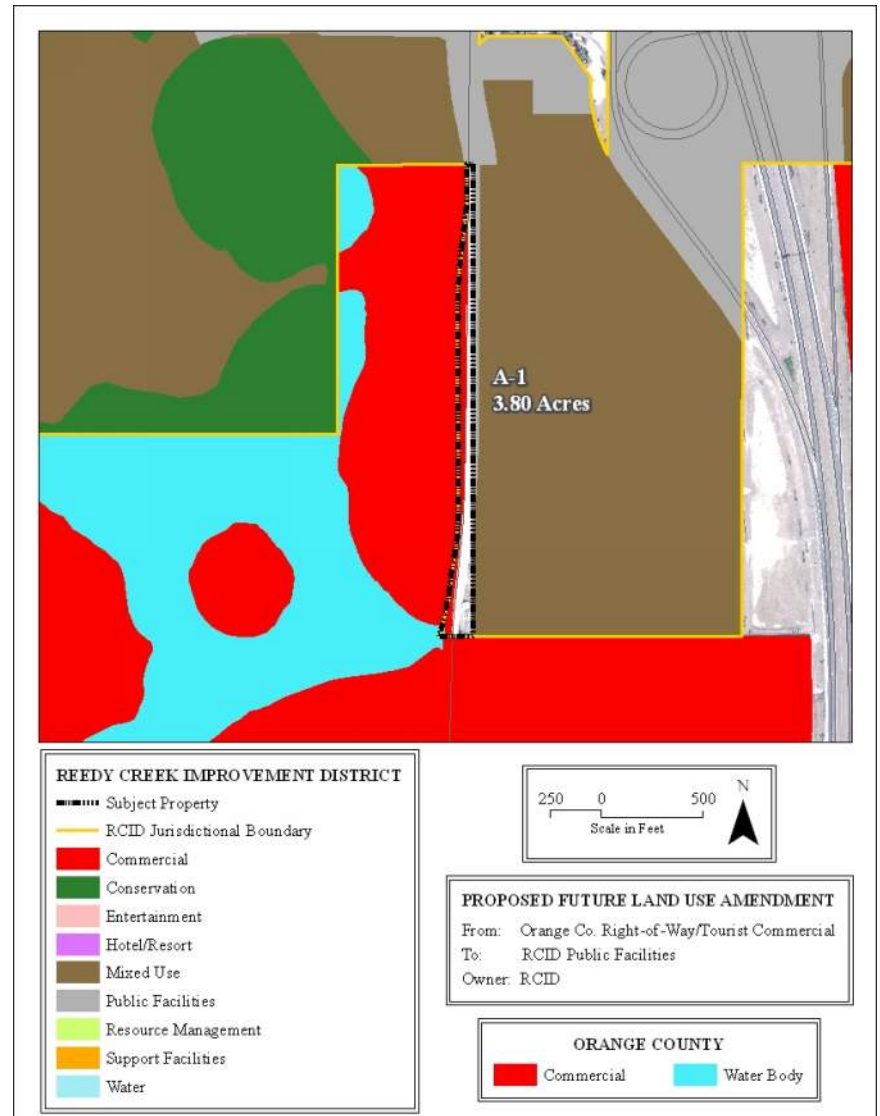 A-1
3.80 Acres
REEDY CREEK IMPROVEMENT DISTRICT
Subject Property
RCID Jurisdictional Boundary
Commercial
Conservation
Entertainment
Hotel/Resort
Mixed Use
Public Facilities
Resource Management
Support Facilities
Water
250 0 500
Scale in Feet
N
PROPOSED FUTURE LAND USE AMENDMENT
From: Orange Co. Right-of-Way/Tourist Commercial
To: RCID Public Facilities
Owner: RCID
ORANGE COUNTY
Commercial Water Body